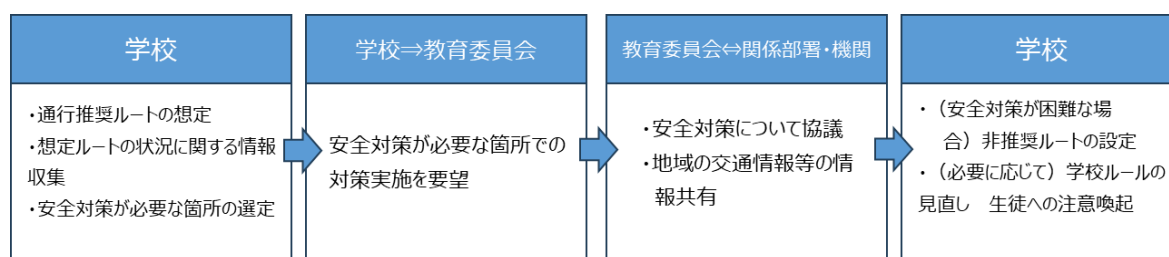 学校
・通行推奨ルートの想定
・想定ルートの状況に関する情報
収集
・安全対策が必要な箇所の選定
学校⇒教育委員会
安全対策が必要な箇所での
対策実施を要望
教育委員会⇔関係部署・機関
・安全対策について協議
・地域の交通情報等の情
報共有
学校
・（安全対策が困難な場
合）非推奨ルートの設定
・（必要に応じて）学校ルールの
見直し　生徒への注意喚起